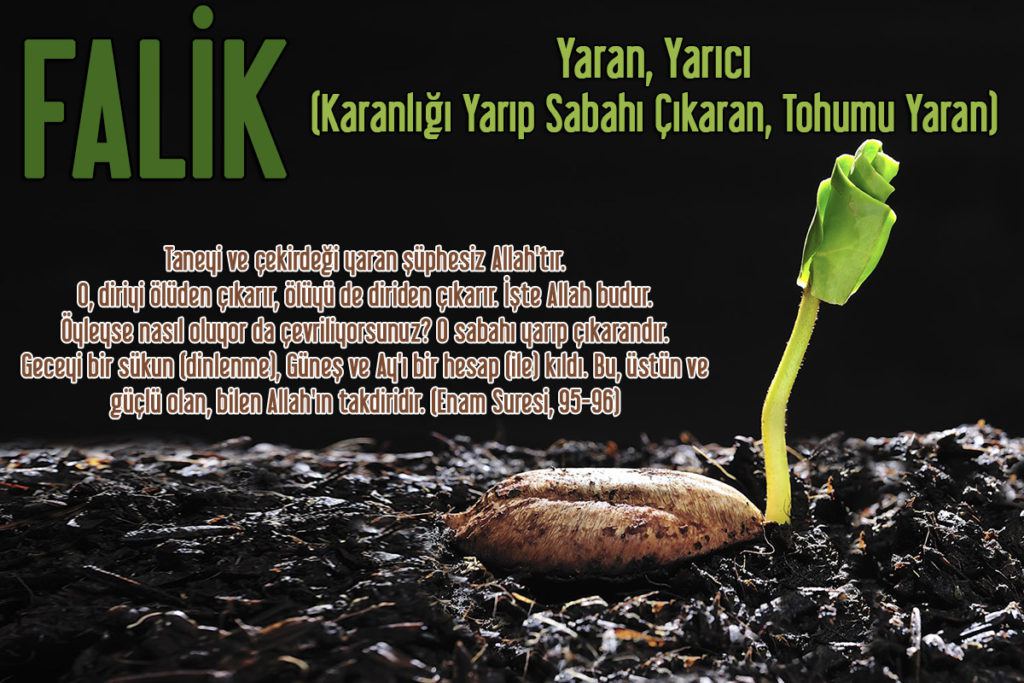 FALİK
Yaran, Yarıcı
(Karanlığı Yarıp Sabahı Çıkaran, Tohumu Yaran)
Taneyi ve çekirdeği yaran şüphesiz Allah'tır.
O, diriyi ölüden çıkarır, ölüyü de diriden çıkarır. İşte Allah budur.
Öyleyse nasıl oluyor da çevriliyorsunuz? O sabahı yarıp çıkarandır.
Geceyi bir sükun (dinlenme), Güneş ve Ay'ı bir hesap (ile) kıldı. Bu, üstün ve
güçlü olan, bilen Allah'ın takdiridir. (Enam Suresi, 95-96)